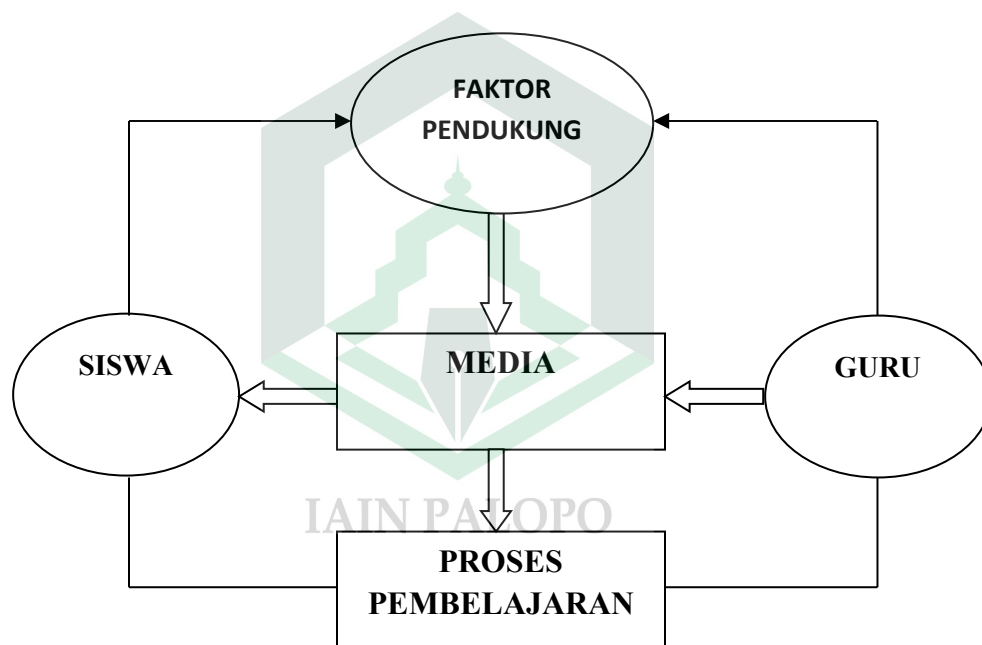 FAKTOR
PENDUKUNG
SISWA
MEDIA
GURU
IAIN PALOPO
PROSES
PEMBELAJARAN